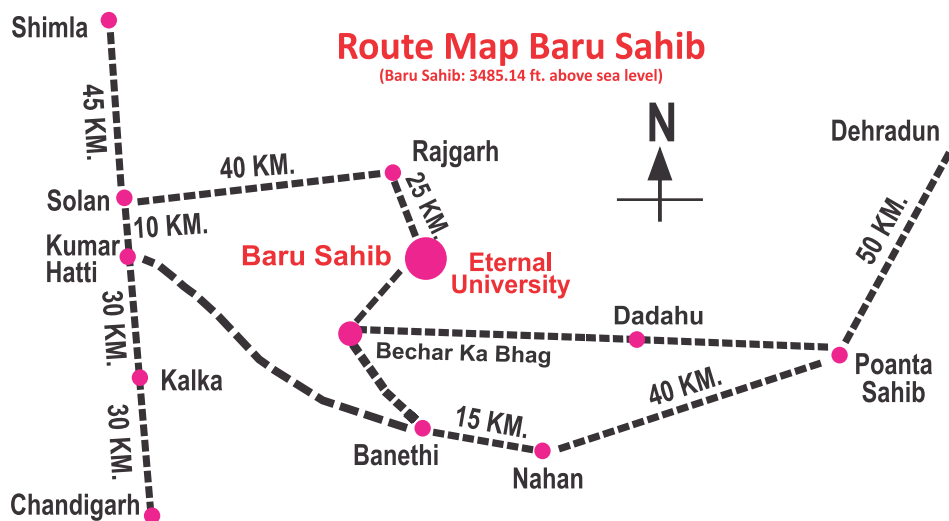 Shimla
Route Map Baru Sahib
(Baru Sahib: 3485.14 ft. above sea level)
45 KM.
N
Dehradun
Rajgarh
40 KM.
25 KM.
Solan
10 KM.
Kumar
Hatti
Baru Sahib
Eternal
University
50 KM.
30 KM.
Dadahu
Bechar Ka Bhag
Poanta
Sahib
Kalka
40 KM.
30 KM.
15 KM.
Banethi
Nahan
Chandigarh